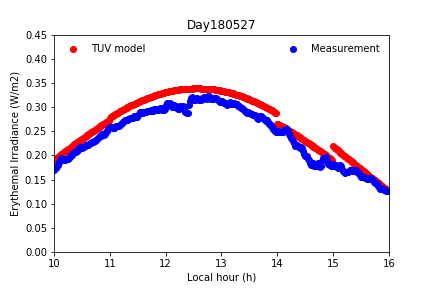 Day180527
TUV model
Measurement
Erythemal Irradiance (W/m2)
0.45
0.40
0.35
0.30
0.25
0.20
0.15
0.10
0.05
0.00
10 11 12 13 14 15 16
Local hour (h)